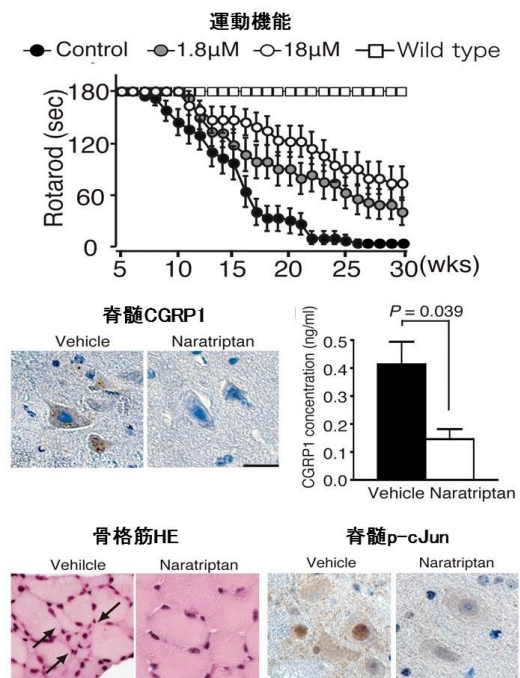 運動機能
Control 1.8μM 18μM Wild type
Rotarod (sec)
180
120
60
0
5 10 15 20 25 30 (wks)
脊髄CGRP1
Vehicle Naratriptan
P = 0.039
CGRP1 concentration (ng/ml)
0.5
0.4
0.3
0.2
0.1
0.0
Vehicle Naratriptan
骨格筋HE
Vehilcle Naratriptan
脊髄p-cJun
Vehicle Naratriptan